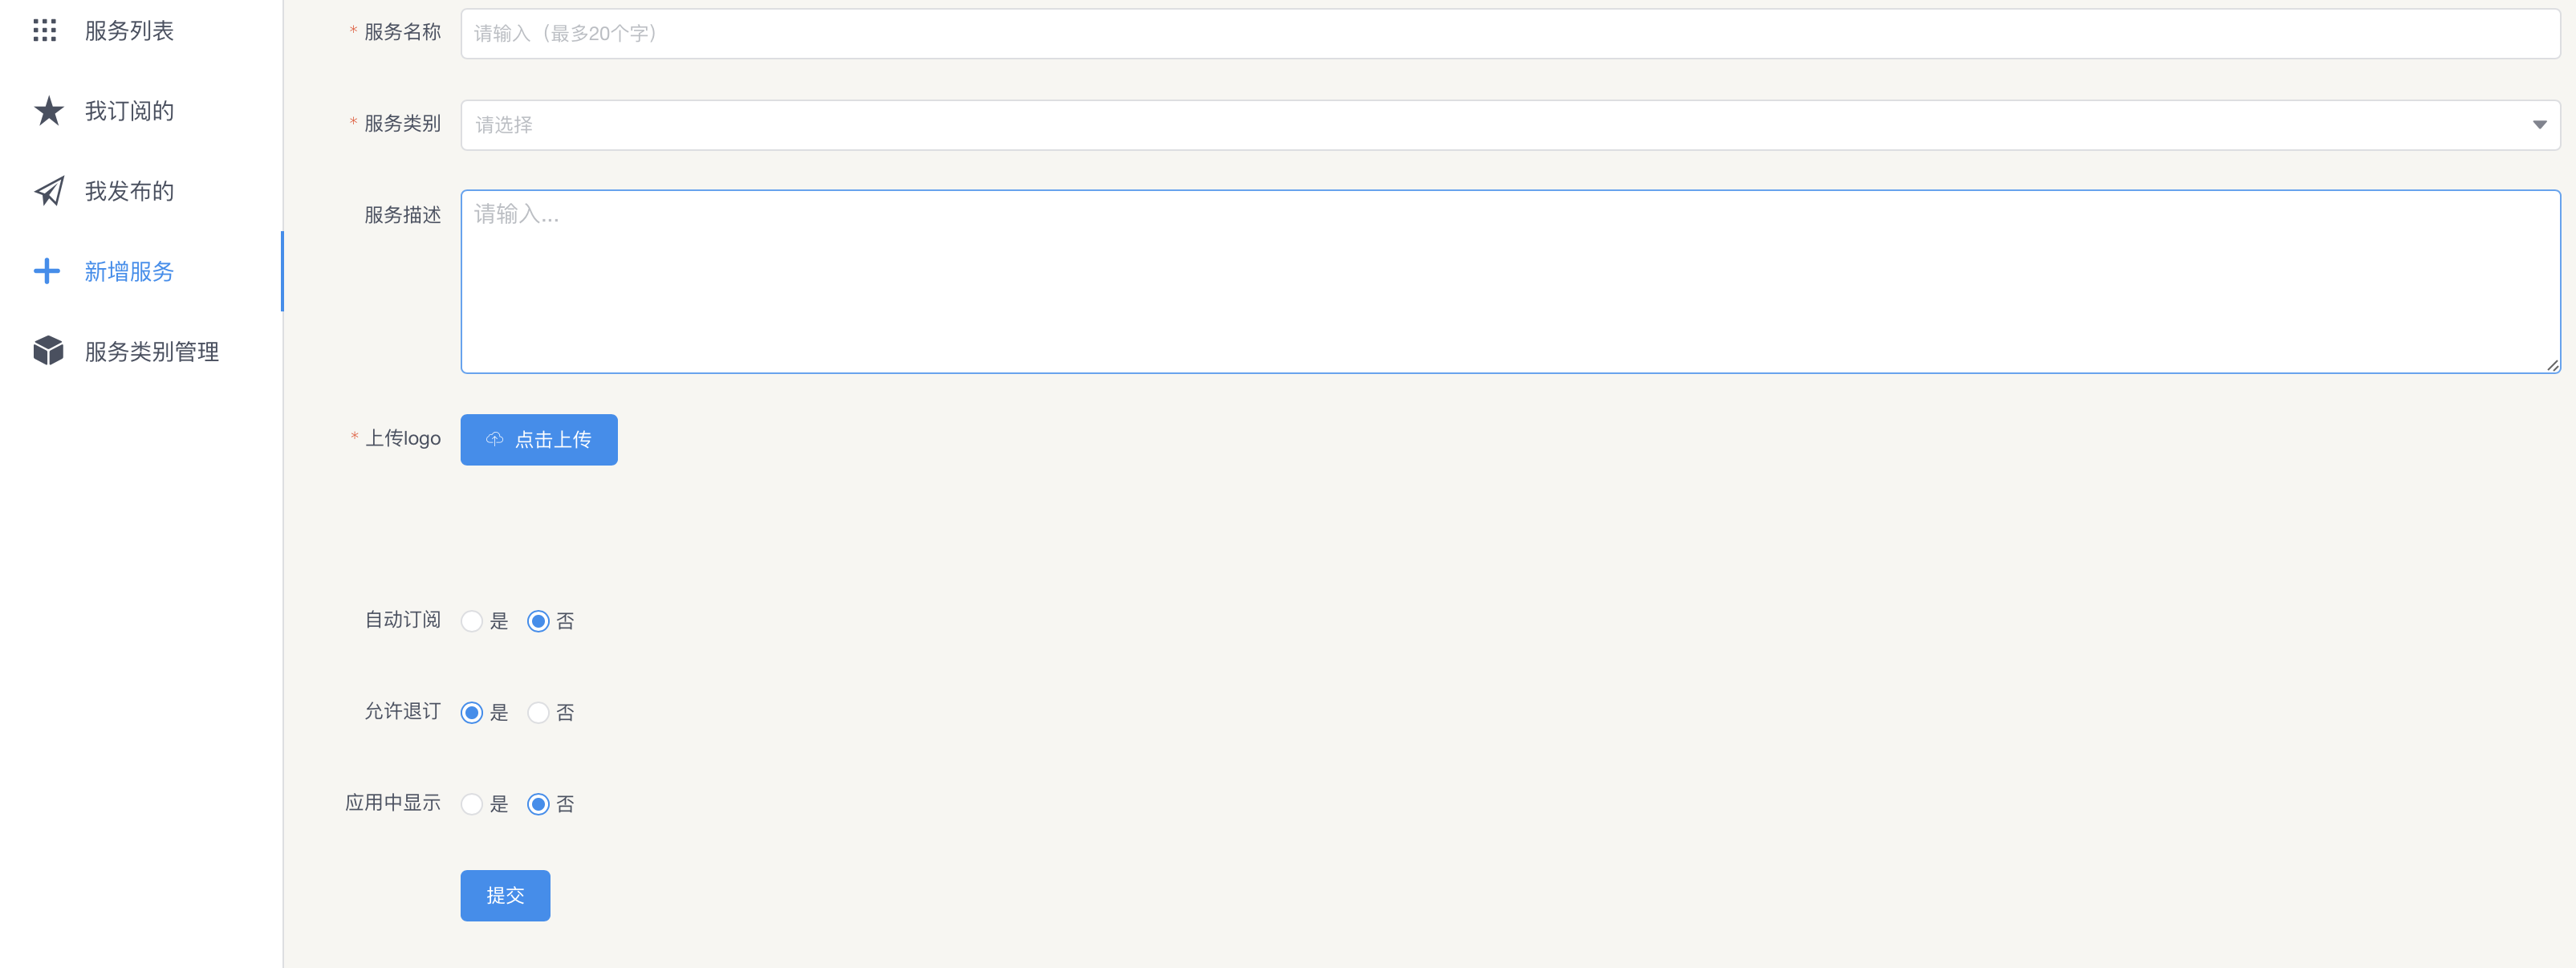 服务列表
我订阅的
我发布的
新增服务
服务类别管理
* 服务名称
请输入（最多20个字）
* 服务类别
请选择
服务描述
请输入...
* 上传logo
点击上传
自动订阅
是 否
允许退订
是 否
应用中显示
是 否
提交